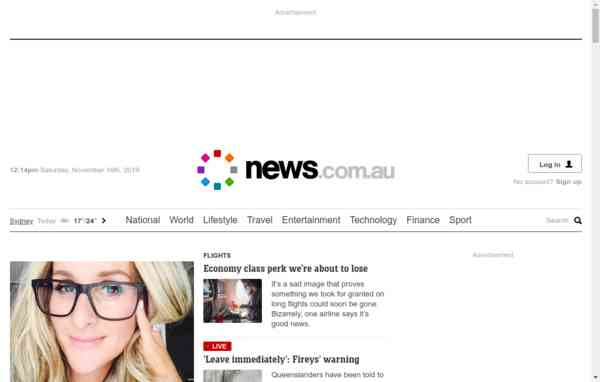 Advertisement
12:14pm Saturday, November 16th, 2019
news.com.au
Log in
No account? Sign up
Sydney Today 17°/24°
National World Lifestyle Travel Entertainment Technology Finance Sport
Search
FLIGHTS
Economy class perk we're about to lose
It's a sad image that proves
something we look for granted on
long flights could soon be gone.
Bizarrely, one airline says it's
good news.
Advertisement
LIVE
'Leave immediately': Fireys' warning
Queenslanders have been told to